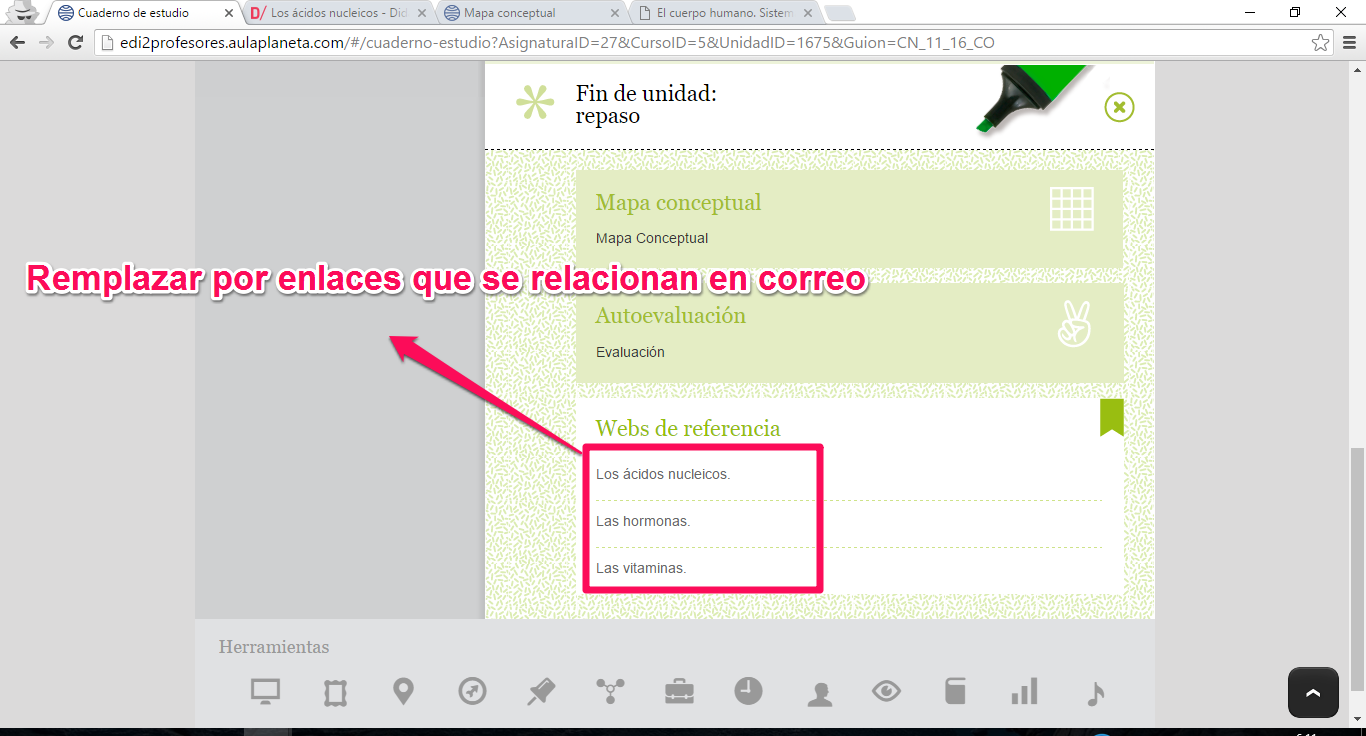 Cuaderno de estudio
D/ Los ácidos nucleicos - Did
Mapa conceptual
El cuerpo humano. Sistem
edi2profesores.aulaplaneta.com/#/cuaderno-estudio?AsignaturaID=27&CursoID=5&UnidadID=1675&Guion=CN_11_16_CO
Fin de unidad:
repaso
Mapa conceptual
Mapa Conceptual
Remplazar por enlaces que se relacionan en correo
Autoevaluación
Evaluación
Webs de referencia
Los ácidos nucleicos.
Las hormonas.
Las vitaminas.
Herramientas